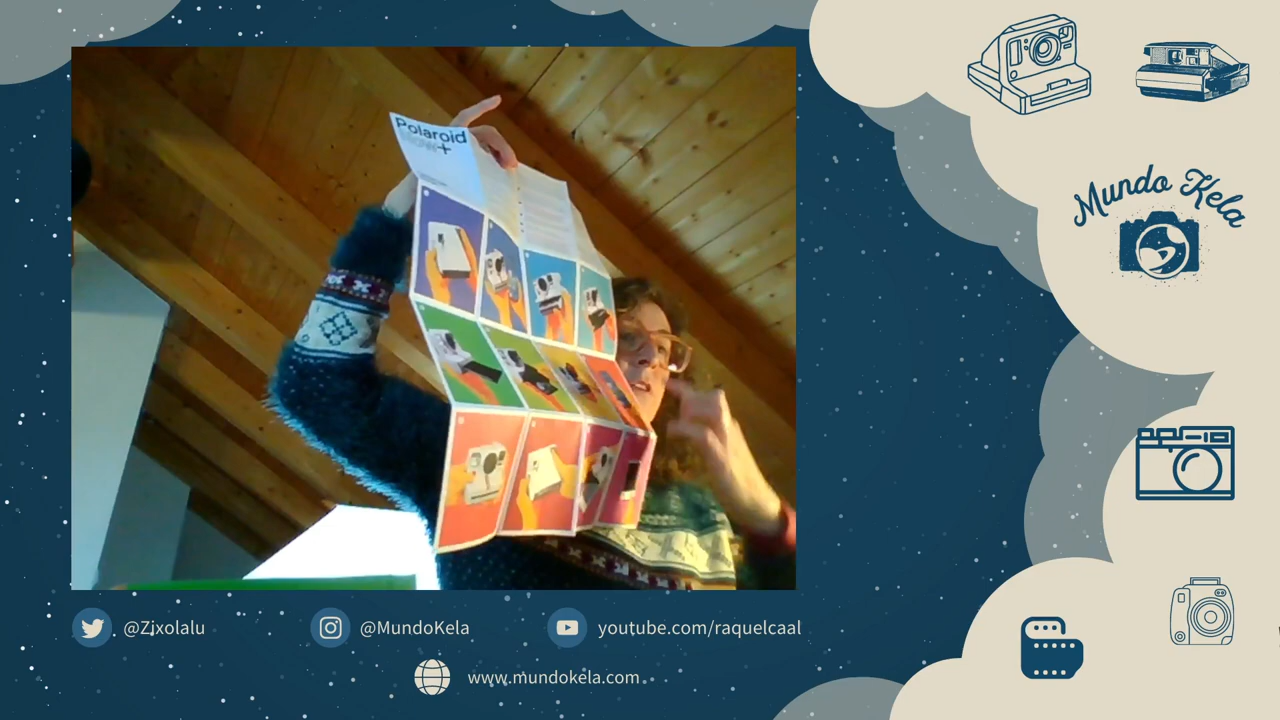 Polaroid
now+
Mundo Kela
@Zixolalu
@MundoKela
youtube.com/raquelcaal
www.mundokela.com